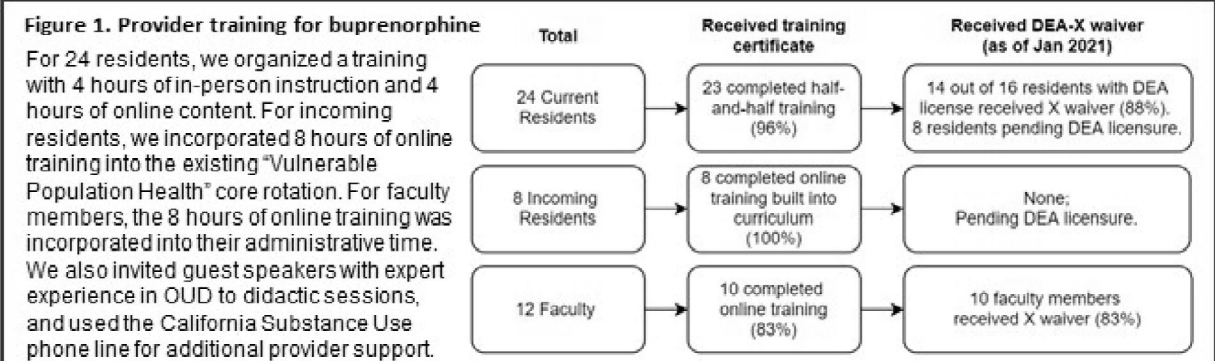 Figure 1. Provider training for buprenorphine
For 24 residents, we organized a training
with 4 hours of in-person instruction and 4
hours of online content. For incoming
residents, we incorporated 8 hours of online
training into the existing “Vulnerable
Population Health” core rotation. For faculty
members, the 8 hours of online training was
incorporated into their administrative time.
We also invited guest speakers with expert
experience in OUD to didactic sessions,
and used the California Substance Use
phone line for additional provider support.
Total
Received training
certificate
Received DEA-X waiver
(as of Jan 2021)
24 Current
Residents
23 completed half-
and-half training
(96%)
14 out of 16 residents with DEA
license received X waiver (88%).
8 residents pending DEA licensure.
8 Incoming
Residents
8 completed online
training built into
curriculum
(100%)
None;
Pending DEA licensure.
12 Faculty
10 completed
online training
(83%)
10 faculty members
received X waiver (83%)